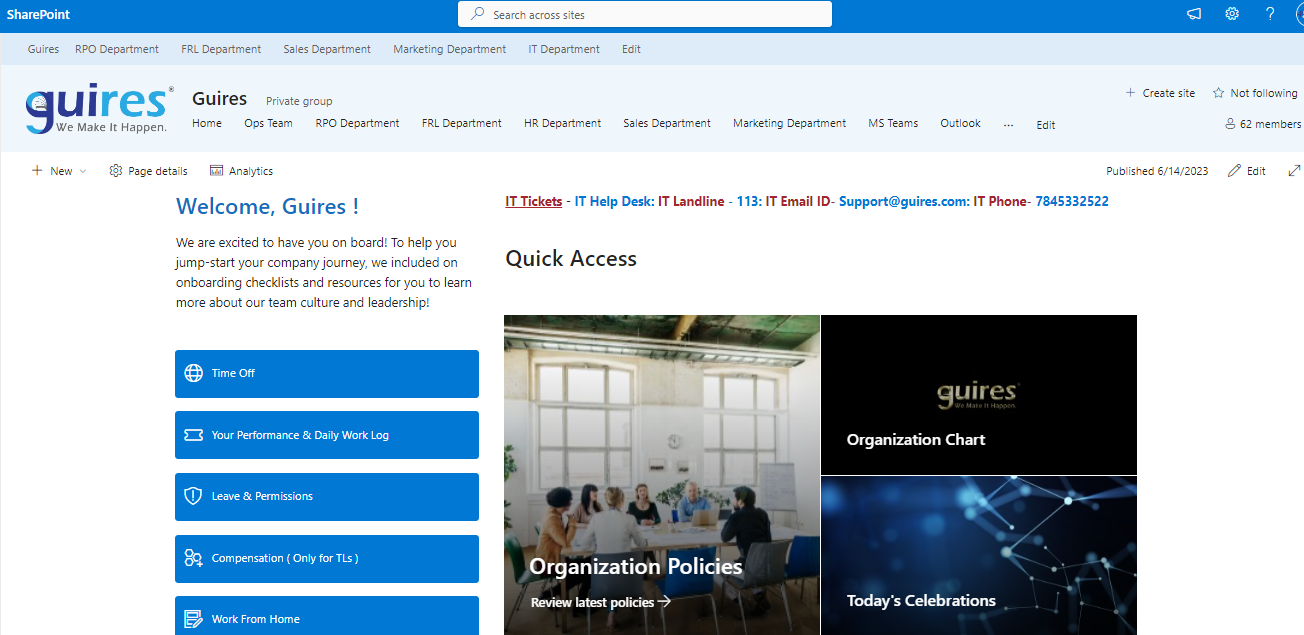 SharePoint
Search across sites
Guires RPO Department FRL Department Sales Department Marketing Department IT Department Edit
guires®
We Make It Happen.
Guires Private group
Home Ops Team RPO Department FRL Department HR Department Sales Department Marketing Department MS Teams Outlook ... Edit
Create site Not following
62 members
New Page details Analytics
Published 6/14/2023 Edit
Welcome, Guires !
We are excited to have you on board! To help you
jump-start your company journey, we included on
onboarding checklists and resources for you to learn
more about our team culture and leadership!
Time Off
Your Performance & Daily Work Log
Leave & Permissions
Compensation ( Only for TLs )
Work From Home
IT Tickets - IT Help Desk: IT Landline - 113: IT Email ID- Support@guires.com: IT Phone- 7845332522
Quick Access
Organization Policies
Review latest policies
guires
We Make It Happen.
Organization Chart
Today's Celebrations